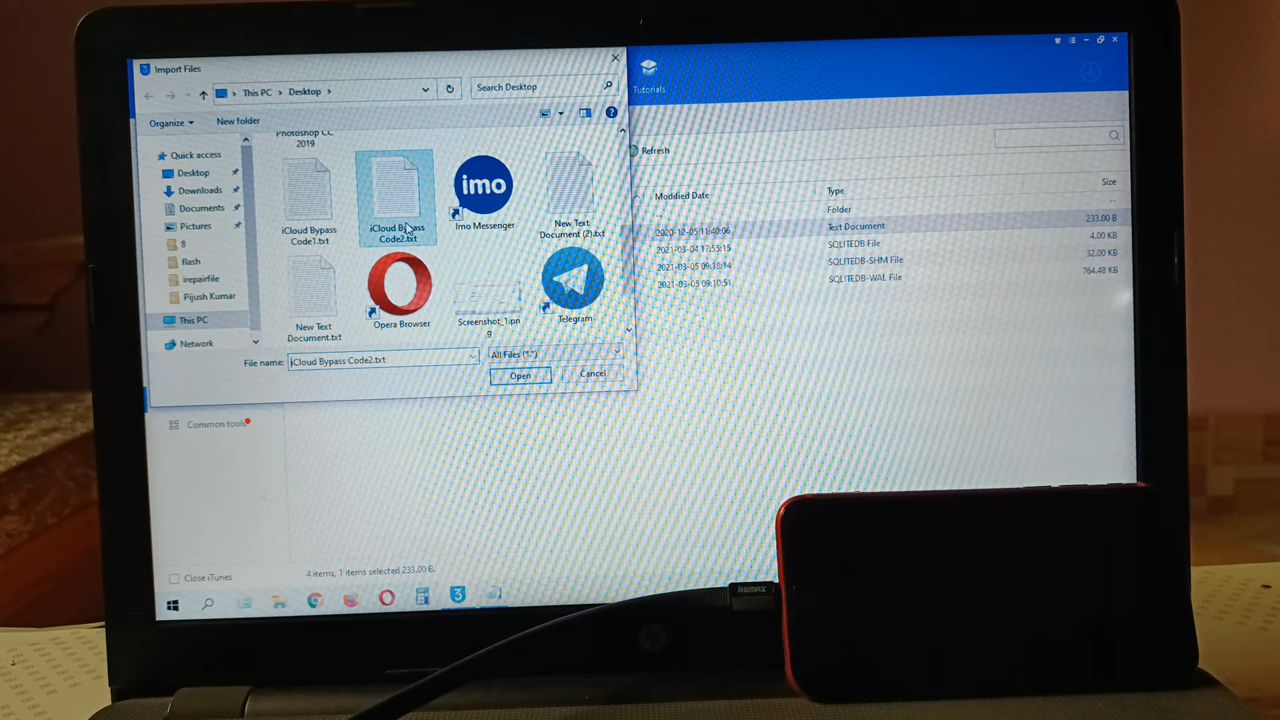 Import Files
This PC
Desktop
Search Desktop
Tutorials
Organize
New folder
Refresh
Photoshop CC
2019
Quick access
Desktop
Downloads
Documents
Pictures
8
flash
irepairfile
Pijush Kumar
This PC
Network
iCloud Bypass
Code1.txt
iCloud Bypass
Code2.txt
imo
Imo Messenger
New Text
Document (2).txt
New Text
Document.txt
Opera Browser
Screenshot_1.pn
g
Telegram
File name:
iCloud Bypass Code2.txt
All Files (*.*)
Open
Cancel
Modified Date
Type
Size
..
Folder
2020-12-05 11:40:06
Text Document
233.00 B
2021-03-04 17:55:15
SQLITEDB File
4.00 KB
2021-03-05 09:18:14
SQLITEDB-SHM File
32.00 KB
2021-03-05 09:10:51
SQLITEDB-WAL File
764.48 KB
Common tools
Close iTunes
4 items, 1 items selected 233.00 B.
REMAX
hp